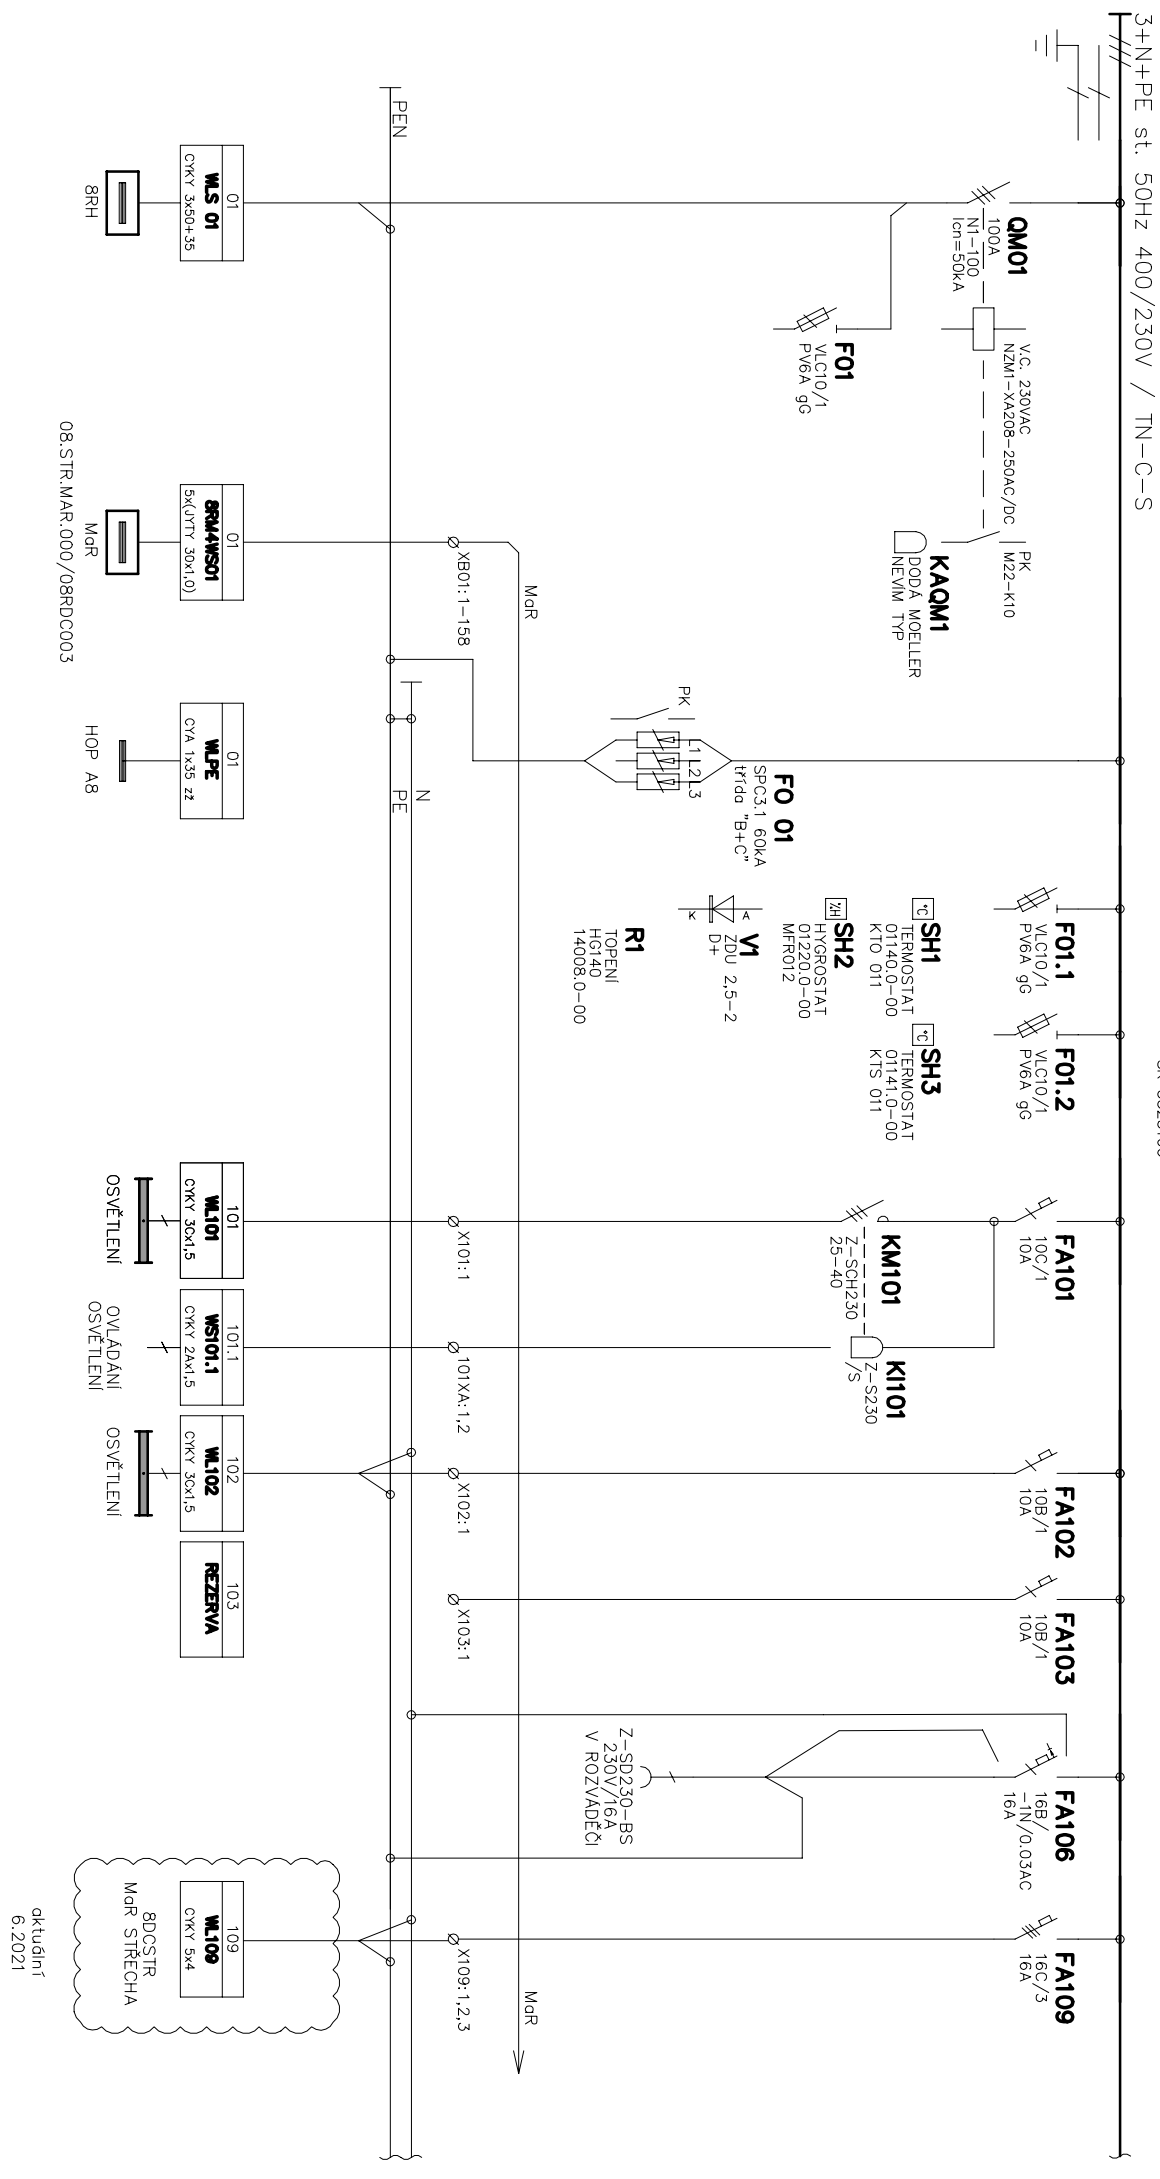 3+N+PE st. 50Hz 400/230V / TN-C-S
QM01
100A
N1-100
Icn=50kA
V.C. 230VAC
NZM1-XA208-250AC/DC
PK
M22-K10
KAQM1
DODÁ MOELLER
NEVÍM TYP
F01
VLC10/1
PV6A gG
FO 01
SPC3.1 60kA
třída "B+C"
PK
L1
L2
L3
F01.1
VLC10/1
PV6A gG
F01.2
VLC10/1
PV6A gG
°C
SH1
TERMOSTAT
01140.0-00
KTO 011
°C
SH3
TERMOSTAT
01141.0-00
KTS 011
%H
SH2
HYGROSTAT
01220.0-00
MFR012
K
A
V1
ZDU 2,5-2
D+
R1
TOPENÍ
HG140
14008.0-00
FA101
10C/1
10A
KM101
Z-SCH230
25-40
KI101
Z-S230
/S
FA102
10B/1
10A
FA103
10B/1
10A
FA106
16B/
-1N/0.03AC
16A
Z-SD230-BS
230V/16A
V ROZVÁDĚČI
FA109
16C/3
16A
MaR
MaR
XB01:1-158
X101:1
101XA:1,2
X102:1
X103:1
X109:1,2,3
PEN
N
PE
01
WLS 01
CYKY 3x50+35
8RH
01
8RM4WS01
5x(JYTY 30x1,0)
MaR
08.STR.MAR.000/08RDC003
01
WLPE
CYA 1x35 zž
HOP A8
101
WL101
CYKY 3Cx1,5
OSVĚTLENÍ
101.1
WS101.1
CYKY 2Ax1,5
OVLÁDÁNÍ
OSVĚTLENÍ
102
WL102
CYKY 3Cx1,5
OSVĚTLENÍ
103
REZERVA
109
WL109
CYKY 5x4
8DCSTR
MaR STŘECHA
aktuální
6.2021